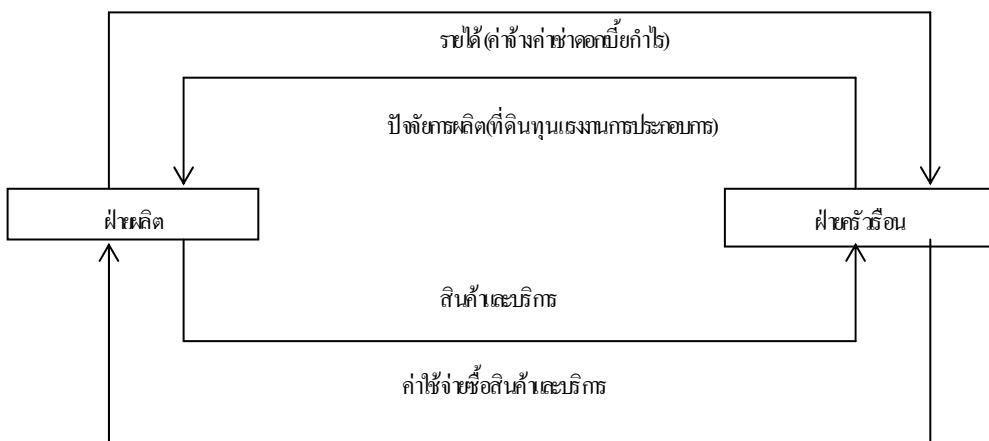 รายได้ (ค่าจ้างค่าเช่าดอกเบี้ยกำไร)
ปัจจัยการผลิต(ที่ดินทุนแรงงานการประกอบการ)
ฝ่ายผลิต
ฝ่ายครัวเรือน
สินค้าและบริการ
ค่าใช้จ่ายซื้อสินค้าและบริการ